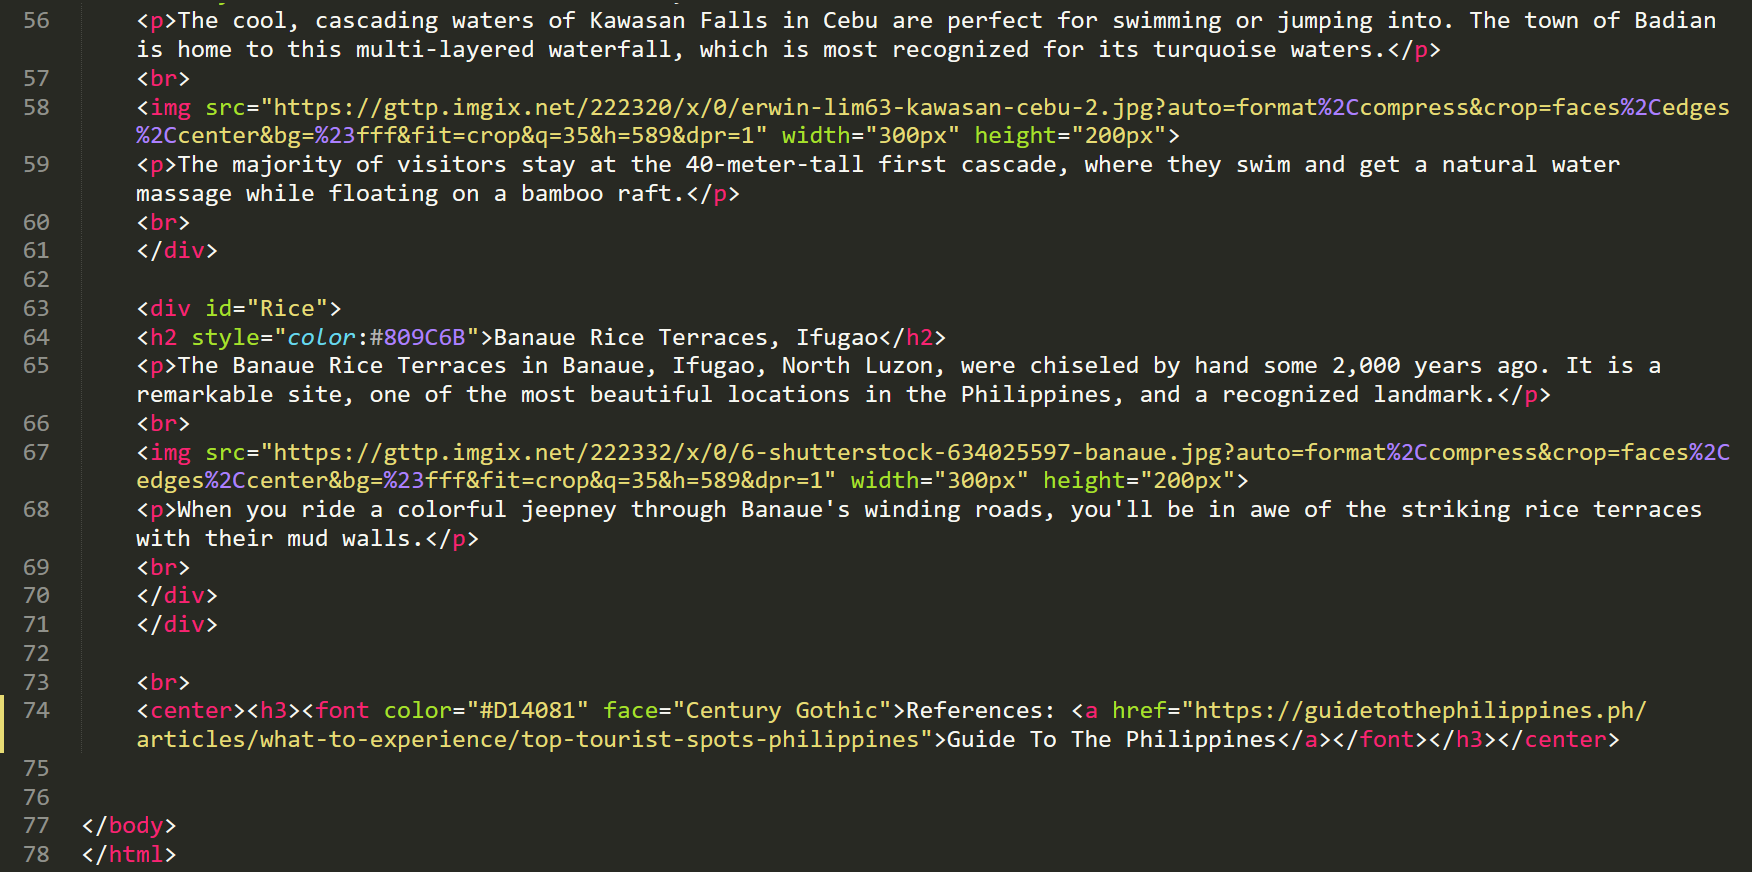 56 <p>The cool, cascading waters of Kawasan Falls in Cebu are perfect for swimming or jumping into. The town of Badian
is home to this multi-layered waterfall, which is most recognized for its turquoise waters.</p>
57 <br>
58 <img src="https://gttp.imgix.net/222320/x/0/erwin-lim63-kawasan-cebu-2.jpg?auto=format%2Ccompress&crop=faces%2Cedges
%2Ccenter&bg=%23fff&fit=crop&q=35&h=589&dpr=1" width="300px" height="200px">
59 <p>The majority of visitors stay at the 40-meter-tall first cascade, where they swim and get a natural water
massage while floating on a bamboo raft.</p>
60 <br>
61 </div>
62
63 <div id="Rice">
64 <h2 style="color:#809C6B">Banaue Rice Terraces, Ifugao</h2>
65 <p>The Banaue Rice Terraces in Banaue, Ifugao, North Luzon, were chiseled by hand some 2,000 years ago. It is a
remarkable site, one of the most beautiful locations in the Philippines, and a recognized landmark.</p>
66 <br>
67 <img src="https://gttp.imgix.net/222332/x/0/6-shutterstock-634025597-banaue.jpg?auto=format%2Ccompress&crop=faces%2C
edges%2Ccenter&bg=%23fff&fit=crop&q=35&h=589&dpr=1" width="300px" height="200px">
68 <p>When you ride a colorful jeepney through Banaue's winding roads, you'll be in awe of the striking rice terraces
with their mud walls.</p>
69 <br>
70 </div>
71 </div>
72
73 <br>
74 <center><h3><font color="#D14081" face="Century Gothic">References: <a href="https://guidetothephilippines.ph/
articles/what-to-experience/top-tourist-spots-philippines">Guide To The Philippines</a></font></h3></center>
75
76
77 </body>
78 </html>